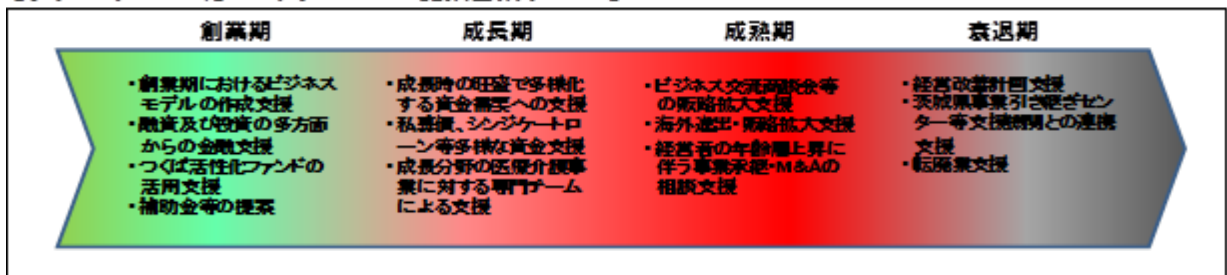 創業期
成長期
成熟期
衰退期
・創業期におけるビジネス
モデルの作成支援
・融資及び投資の多方面
からの金融支援
・つくば活性化ファンドの
活用支援
・補助金等の提案
・成長時の旺盛で多様化
する資金需要への支援
・私募債、シンジケートロ
ーン等多様な資金支援
・成長分野の医療介護事
業に対する専門チーム
による支援
・ビジネス交流商談会等
の販路拡大支援
・海外進出・販路拡大支援
・経営者の年齢層上昇に
伴う事業承継・M&Aの
相談支援
・経営改善計画支援
・茨城県事業引き継ぎセン
ター等支援機関との連携
支援
・転廃業支援